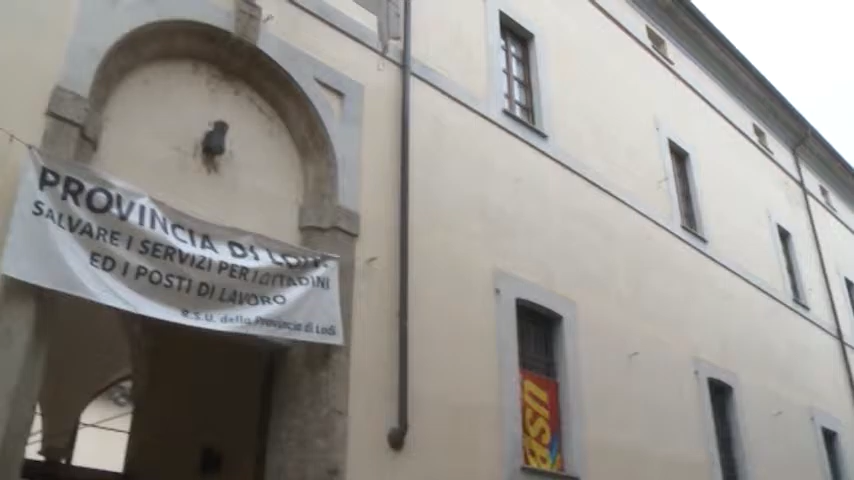 PROVINCIA DI LODI
SALVARE I SERVIZI PER I CITTADINI
ED I POSTI DI LAVORO
R.S.U. della Provincia di Lodi
USB